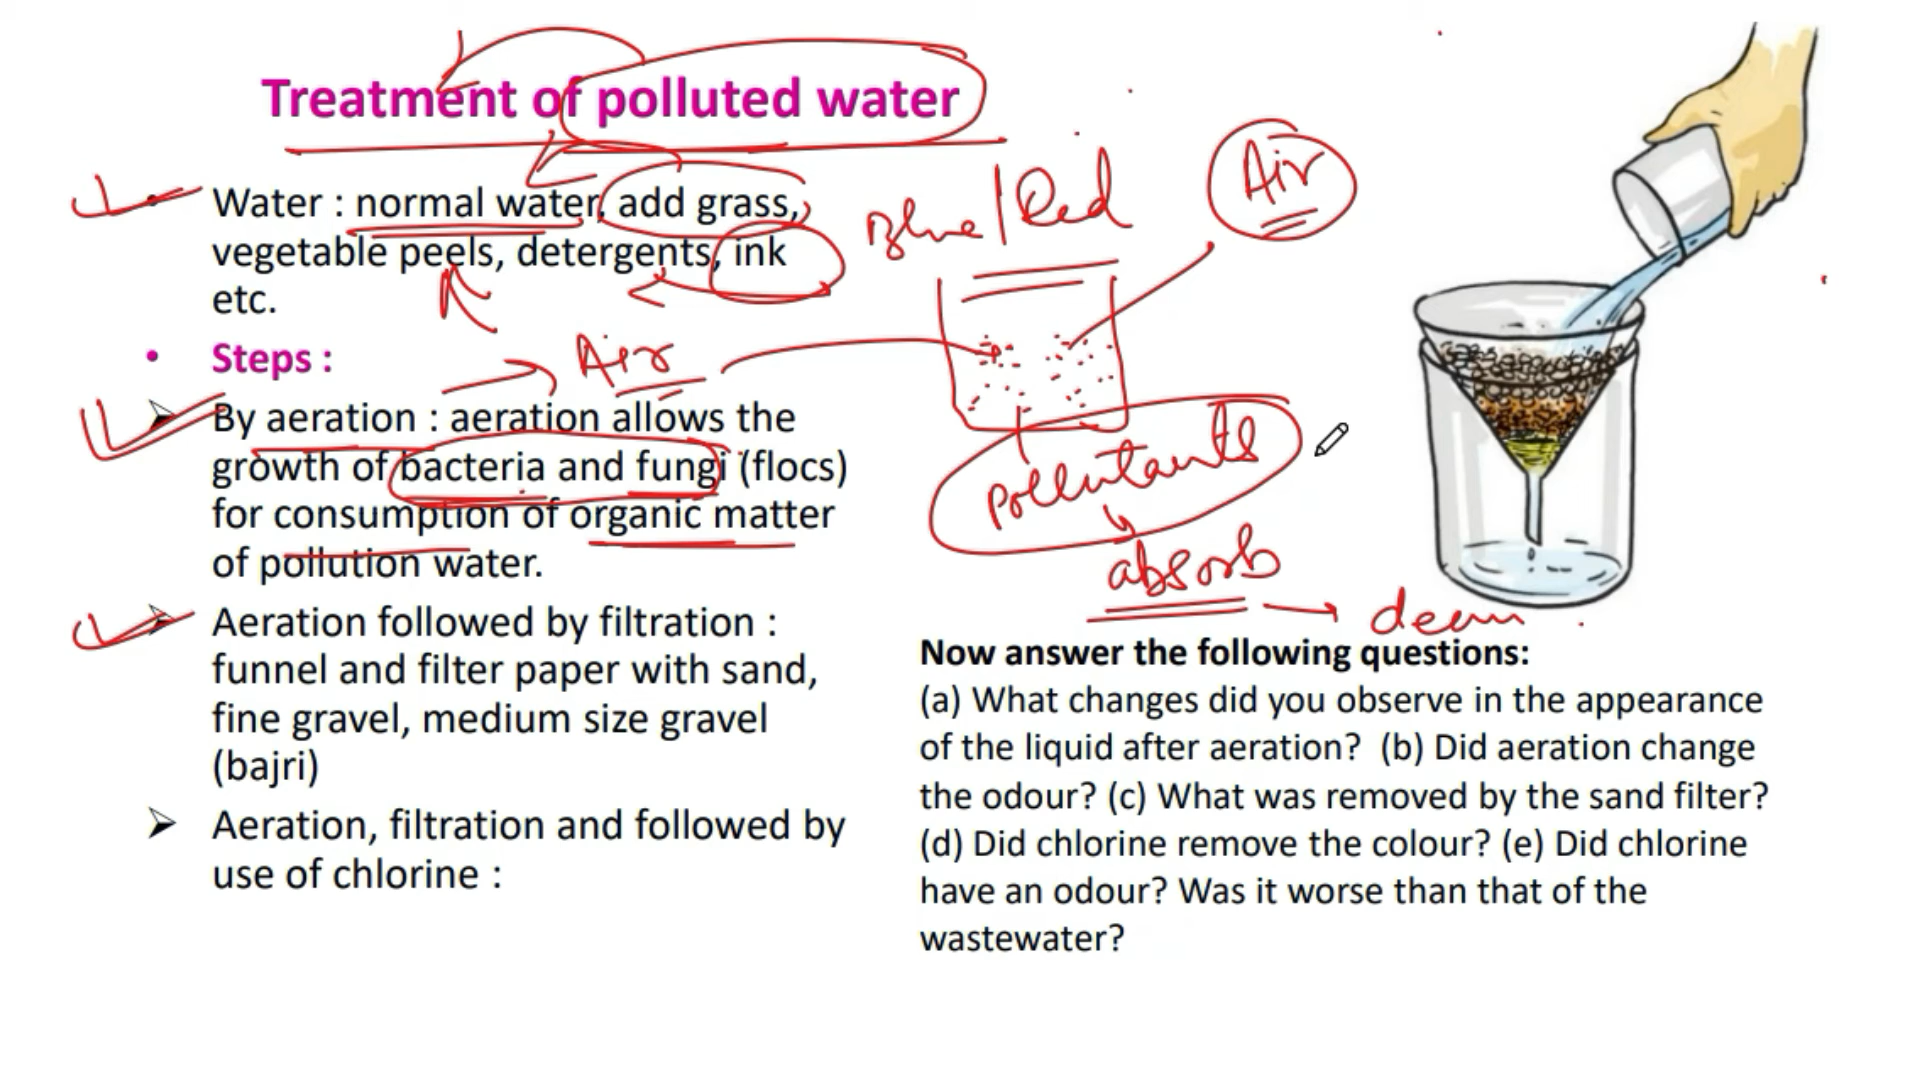 Treatment of polluted water
• Water : normal water, add grass,
vegetable peels, detergents, ink
etc.
• Steps :
➢ By aeration : aeration allows the
growth of bacteria and fungi (flocs)
for consumption of organic matter
of pollution water.
➢ Aeration followed by filtration :
funnel and filter paper with sand,
fine gravel, medium size gravel
(bajri)
➢ Aeration, filtration and followed by
use of chlorine :
Blue/Red
Air
Air
Pollutants
absorb
Now answer the following questions:
(a) What changes did you observe in the appearance
of the liquid after aeration? (b) Did aeration change
the odour? (c) What was removed by the sand filter?
(d) Did chlorine remove the colour? (e) Did chlorine
have an odour? Was it worse than that of the
wastewater?